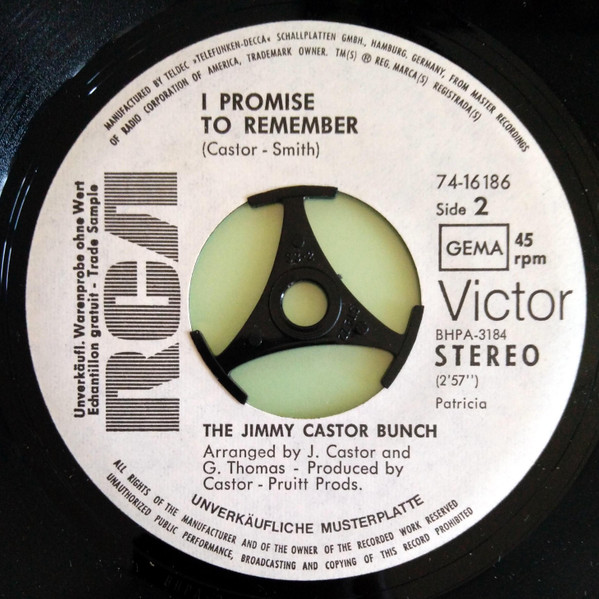 MANUFACTURED BY TELDEC »TELEFUNKEN-DECCA« SCHALLPLATTEN GMBH., HAMBURG, GERMANY, FROM MASTER RECORDINGS
OF RADIO CORPORATION OF AMERICA, TRADEMARK OWNER. TM(S) ® REG. MARCA(S) REGISTRADA(S)
I PROMISE
TO REMEMBER
(Castor - Smith)
74-16186
Side 2
GEMA
45
rpm
Victor
BHPA-3184
STEREO
(2'57'')
Patricia
RCA
Unverkäufl. Warenprobe ohne Wert
Echantillon gratuit - Trade Sample
THE JIMMY CASTOR BUNCH
Arranged by J. Castor and
G. Thomas - Produced by
Castor - Pruitt Prods.
UNVERKÄUFLICHE MUSTERPLATTE
ALL RIGHTS OF THE MANUFACTURER AND OF THE OWNER OF THE RECORDED WORK RESERVED
UNAUTHORIZED PUBLIC PERFORMANCE, BROADCASTING AND COPYING OF THIS RECORD PROHIBITED